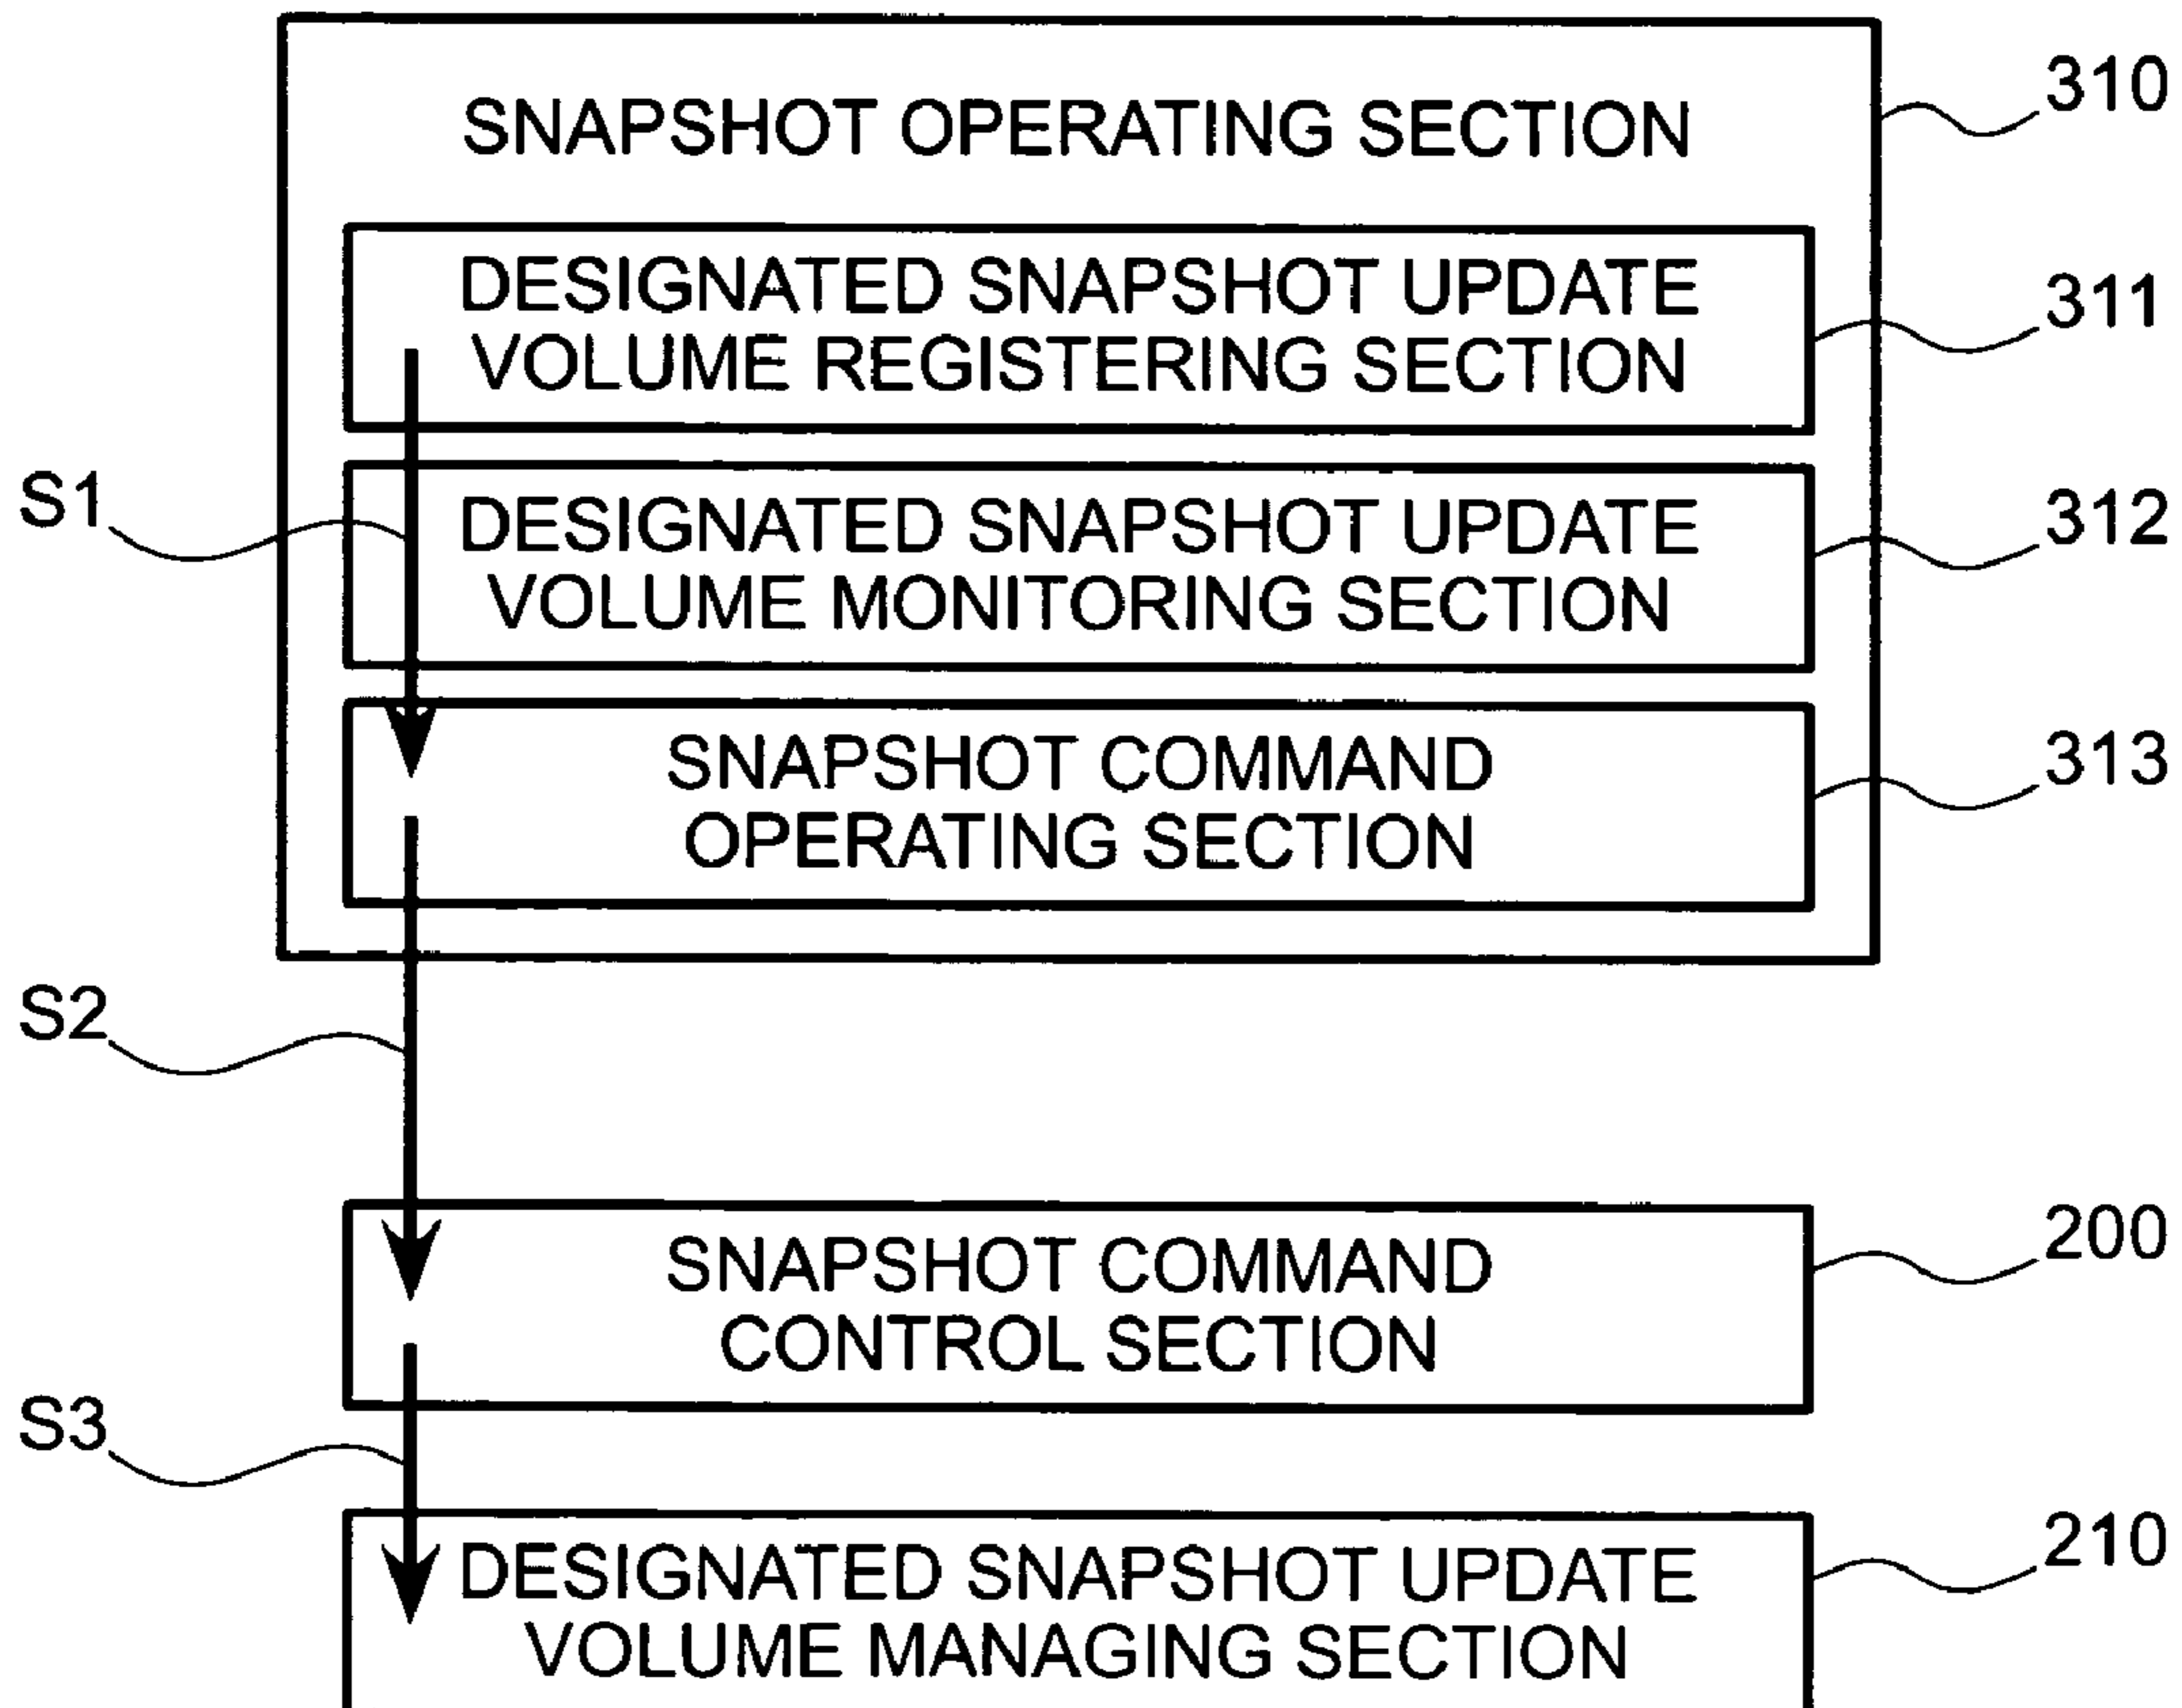 310
SNAPSHOT OPERATING SECTION
DESIGNATED SNAPSHOT UPDATE
VOLUME REGISTERING SECTION
311
S1
DESIGNATED SNAPSHOT UPDATE
VOLUME MONITORING SECTION
312
SNAPSHOT COMMAND
OPERATING SECTION
313
S2
SNAPSHOT COMMAND
CONTROL SECTION
200
S3
DESIGNATED SNAPSHOT UPDATE
VOLUME MANAGING SECTION
210